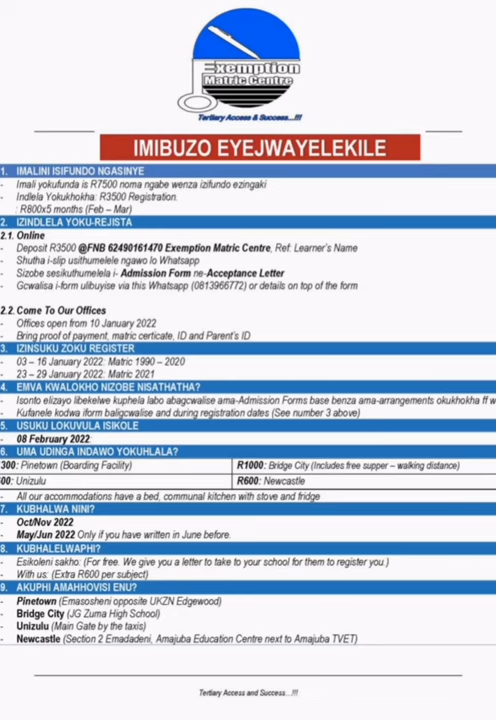 Exemption
Matric Centre
Tertiary Access & Success...!!!
IMIBUZO EYEJWAYELEKILE
1. IMALINI ISIFUNDO NGASINYE
- Imali yokufunda is R7500 noma ngabe wenza izifundo ezingaki
- Indlela Yokukhokha: R3500 Registration.
: R800x5 months (Feb – Mar)
2. IZINDLELA YOKU-REJISTA
2.1. Online
- Deposit R3500 @FNB 62490161470 Exemption Matric Centre, Ref: Learner's Name
- Shutha i-slip usithumelele ngawo lo Whatsapp
- Sizobe sesikuthumelela i- Admission Form ne-Acceptance Letter
- Gcwalisa i-form ulibuyise via this Whatsapp (0813966772) or details on top of the form
2.2. Come To Our Offices
- Offices open from 10 January 2022
- Bring proof of payment, matric certicate, ID and Parent's ID
3. IZINSUKU ZOKU REGISTER
- 03 – 16 January 2022: Matric 1990 – 2020
- 23 – 29 January 2022: Matric 2021
4. EMVA KWALOKHO NIZOBE NISATHATHA?
- Isonto elizayo libekelwe kuphela labo abagcwalise ama-Admission Forms base benza ama-arrangements okukhokha ff w
- Kufanele kodwa iform baligcwalise and during registration dates (See number 3 above)
5. USUKU LOKUVULA ISIKOLE
- 08 February 2022:
6. UMA UDINGA INDAWO YOKUHLALA?
300: Pinetown (Boarding Facility) R1000: Bridge City (Includes free supper – walking distance)
00: Unizulu R600: Newcastle
- All our accommodations have a bed, communal kitchen with stove and fridge
7. KUBHALWA NINI?
- Oct/Nov 2022
- May/Jun 2022 Only if you have written in June before.
8. KUBHALELWAPHI?
- Esikoleni sakho: (For free. We give you a letter to take to your school for them to register you.)
- With us: (Extra R600 per subject)
9. AKUPHI AMAHHOVISI ENU?
- Pinetown (Emasosheni opposite UKZN Edgewood)
- Bridge City (JG Zuma High School)
- Unizulu (Main Gate by the taxis)
- Newcastle (Section 2 Emadadeni, Amajuba Education Centre next to Amajuba TVET)
Tertiary Access and Success...!!!